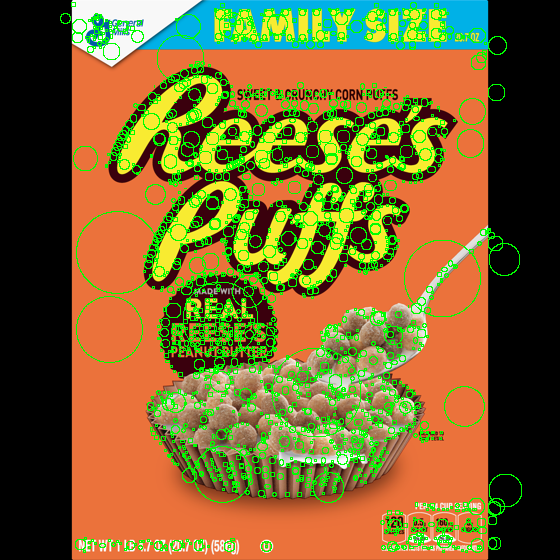 General
Mills
FAMILY SIZE
20.7 OZ
SWEET & CRUNCHY CORN PUFFS
Reese's
Puffs
MADE WITH
REAL
REESE'S
PEANUT BUTTER
NET WT 1 LB 4.7 OZ (20.7 OZ) (586g)